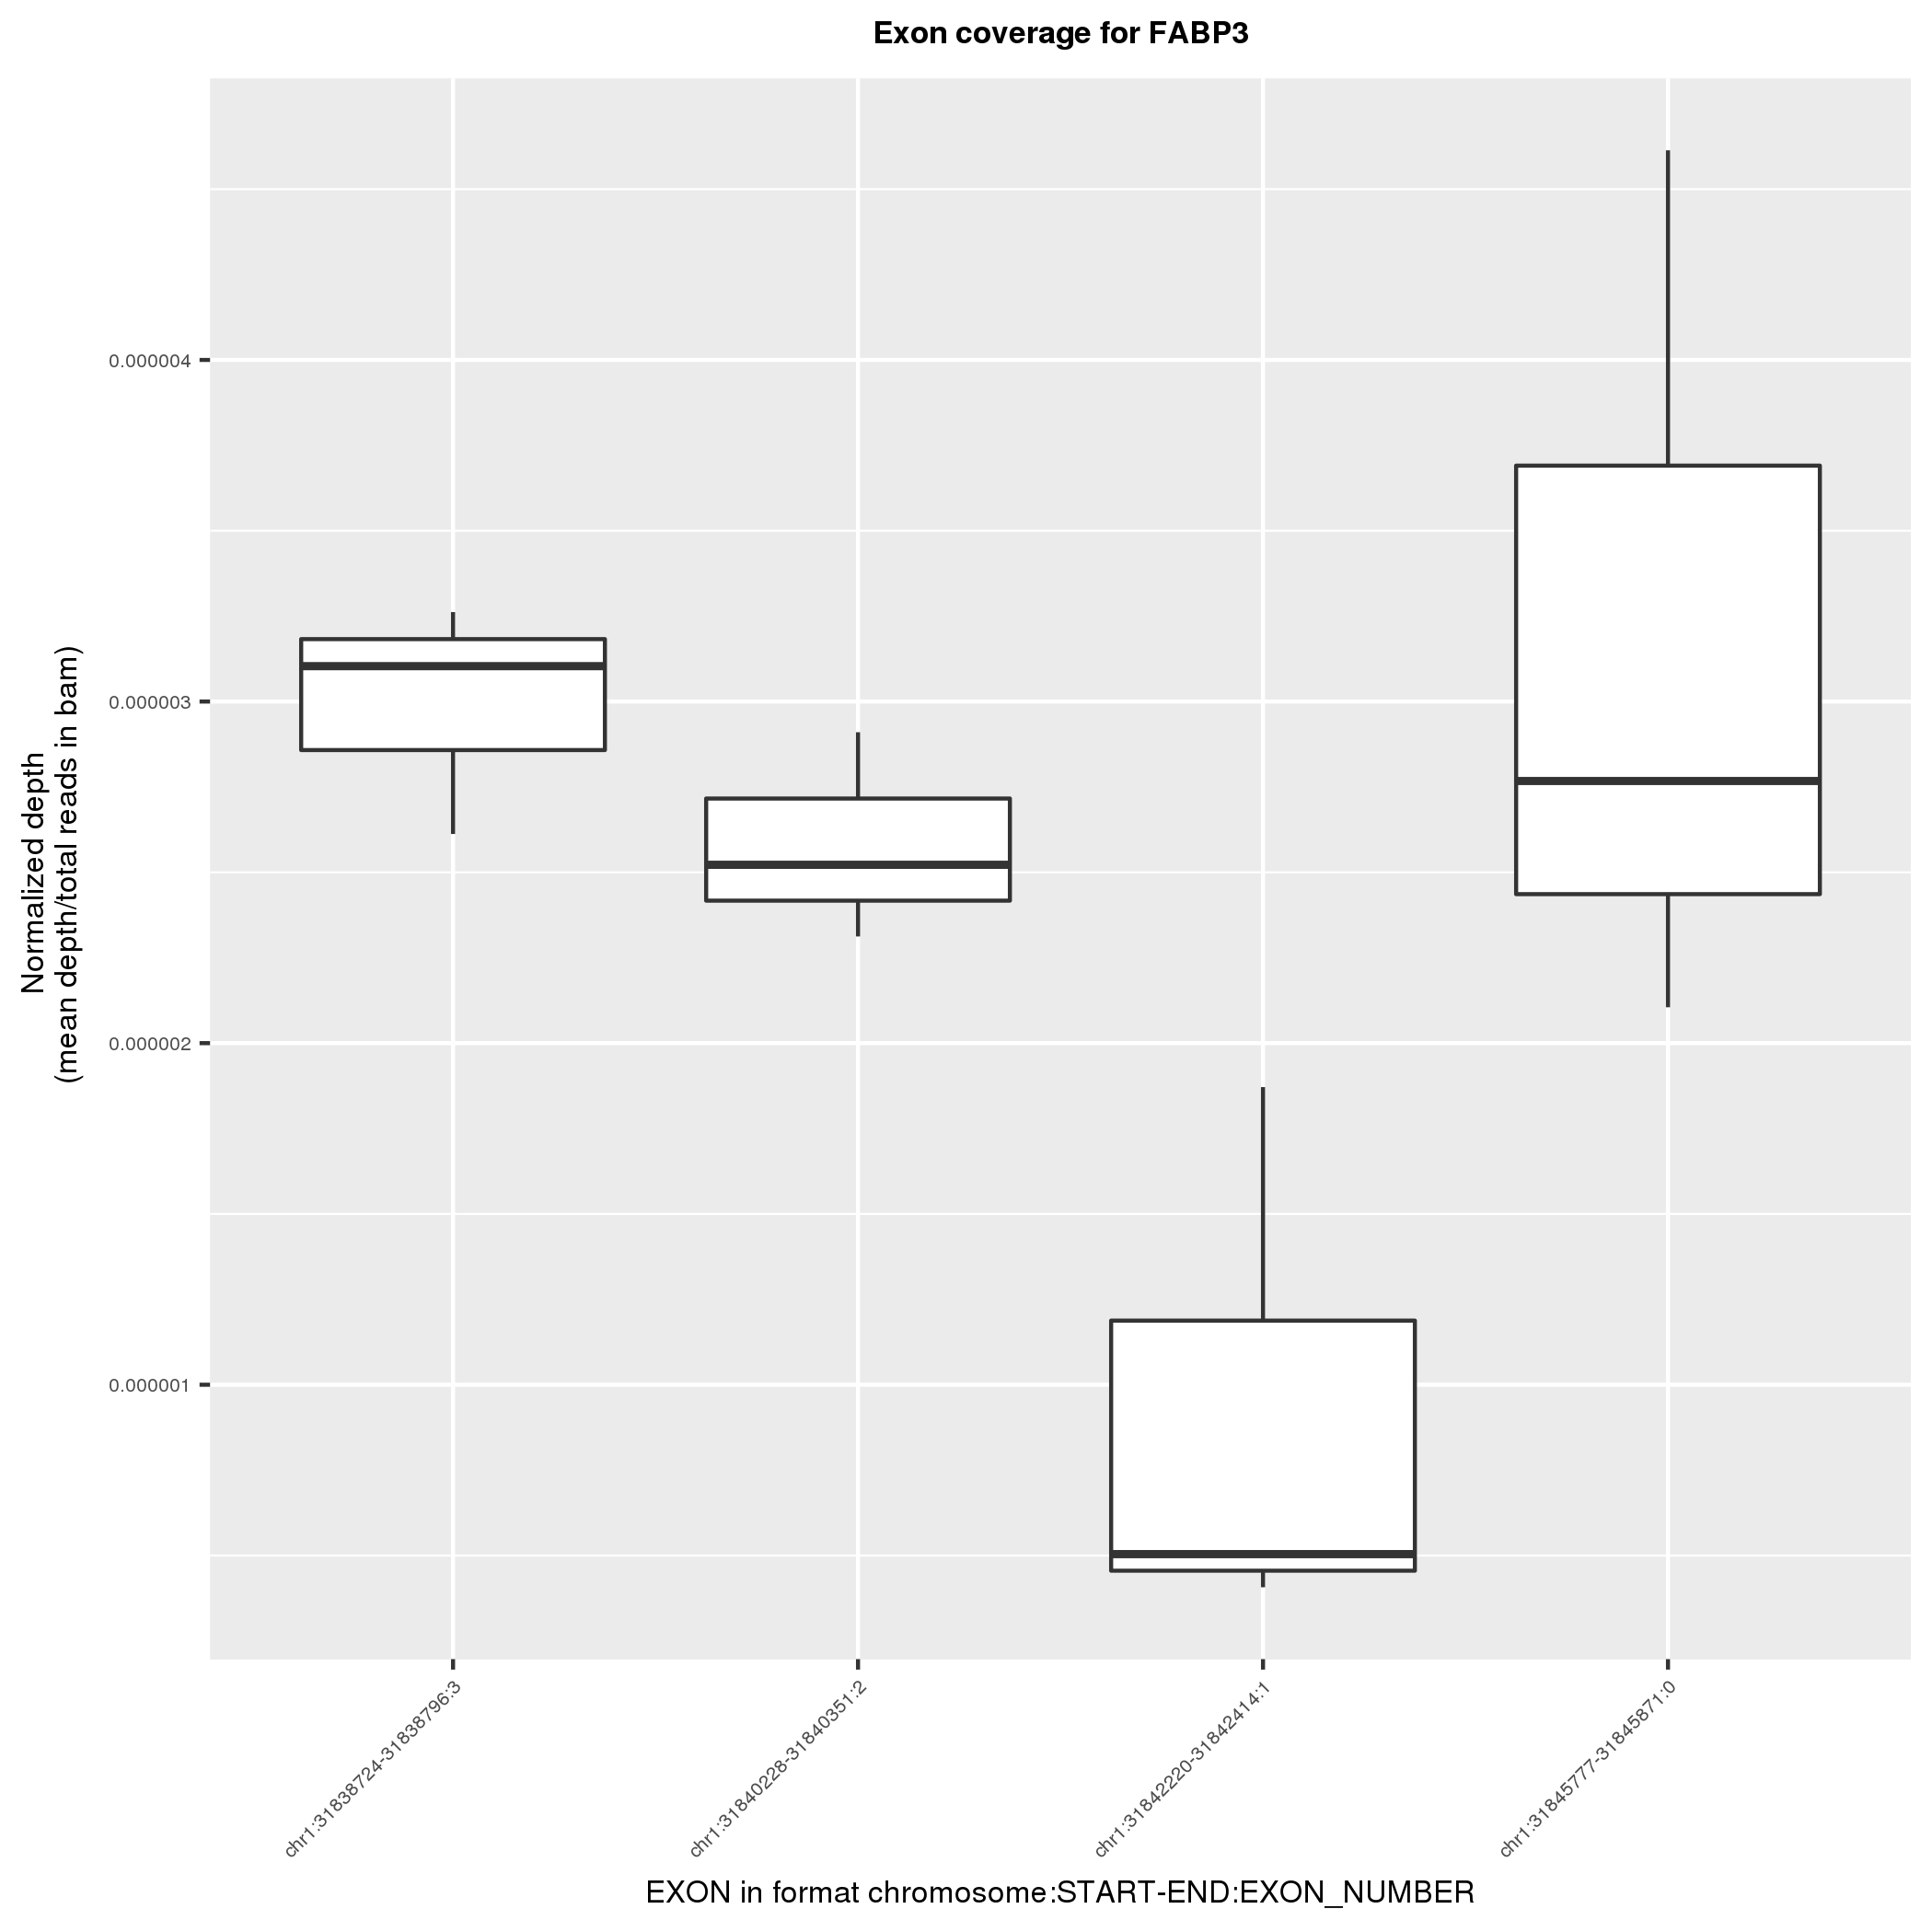 Exon coverage for FABP3
Normalized depth
(mean depth/total reads in bam)
0.000004
0.000003
0.000002
0.000001
chr1:31838724-31838796:3
chr1:31840228-31840351:2
chr1:31842220-31842414:1
chr1:31845777-31845871:0
EXON in format chromosome:START-END:EXON_NUMBER